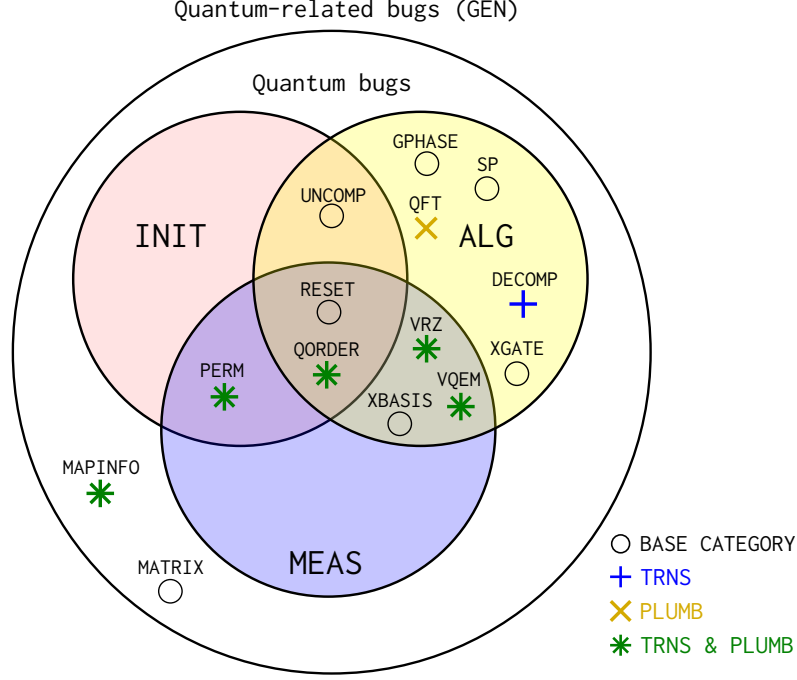 Quantum-related bugs (GEN)
Quantum bugs
GPHASE
SP
UNCOMP
QFT
INIT
ALG
DECOMP
RESET
VRZ
QORDER
XGATE
PERM
VQEM
XBASIS
MAPINFO
MEAS
MATRIX
BASE CATEGORY
TRNS
PLUMB
TRNS & PLUMB